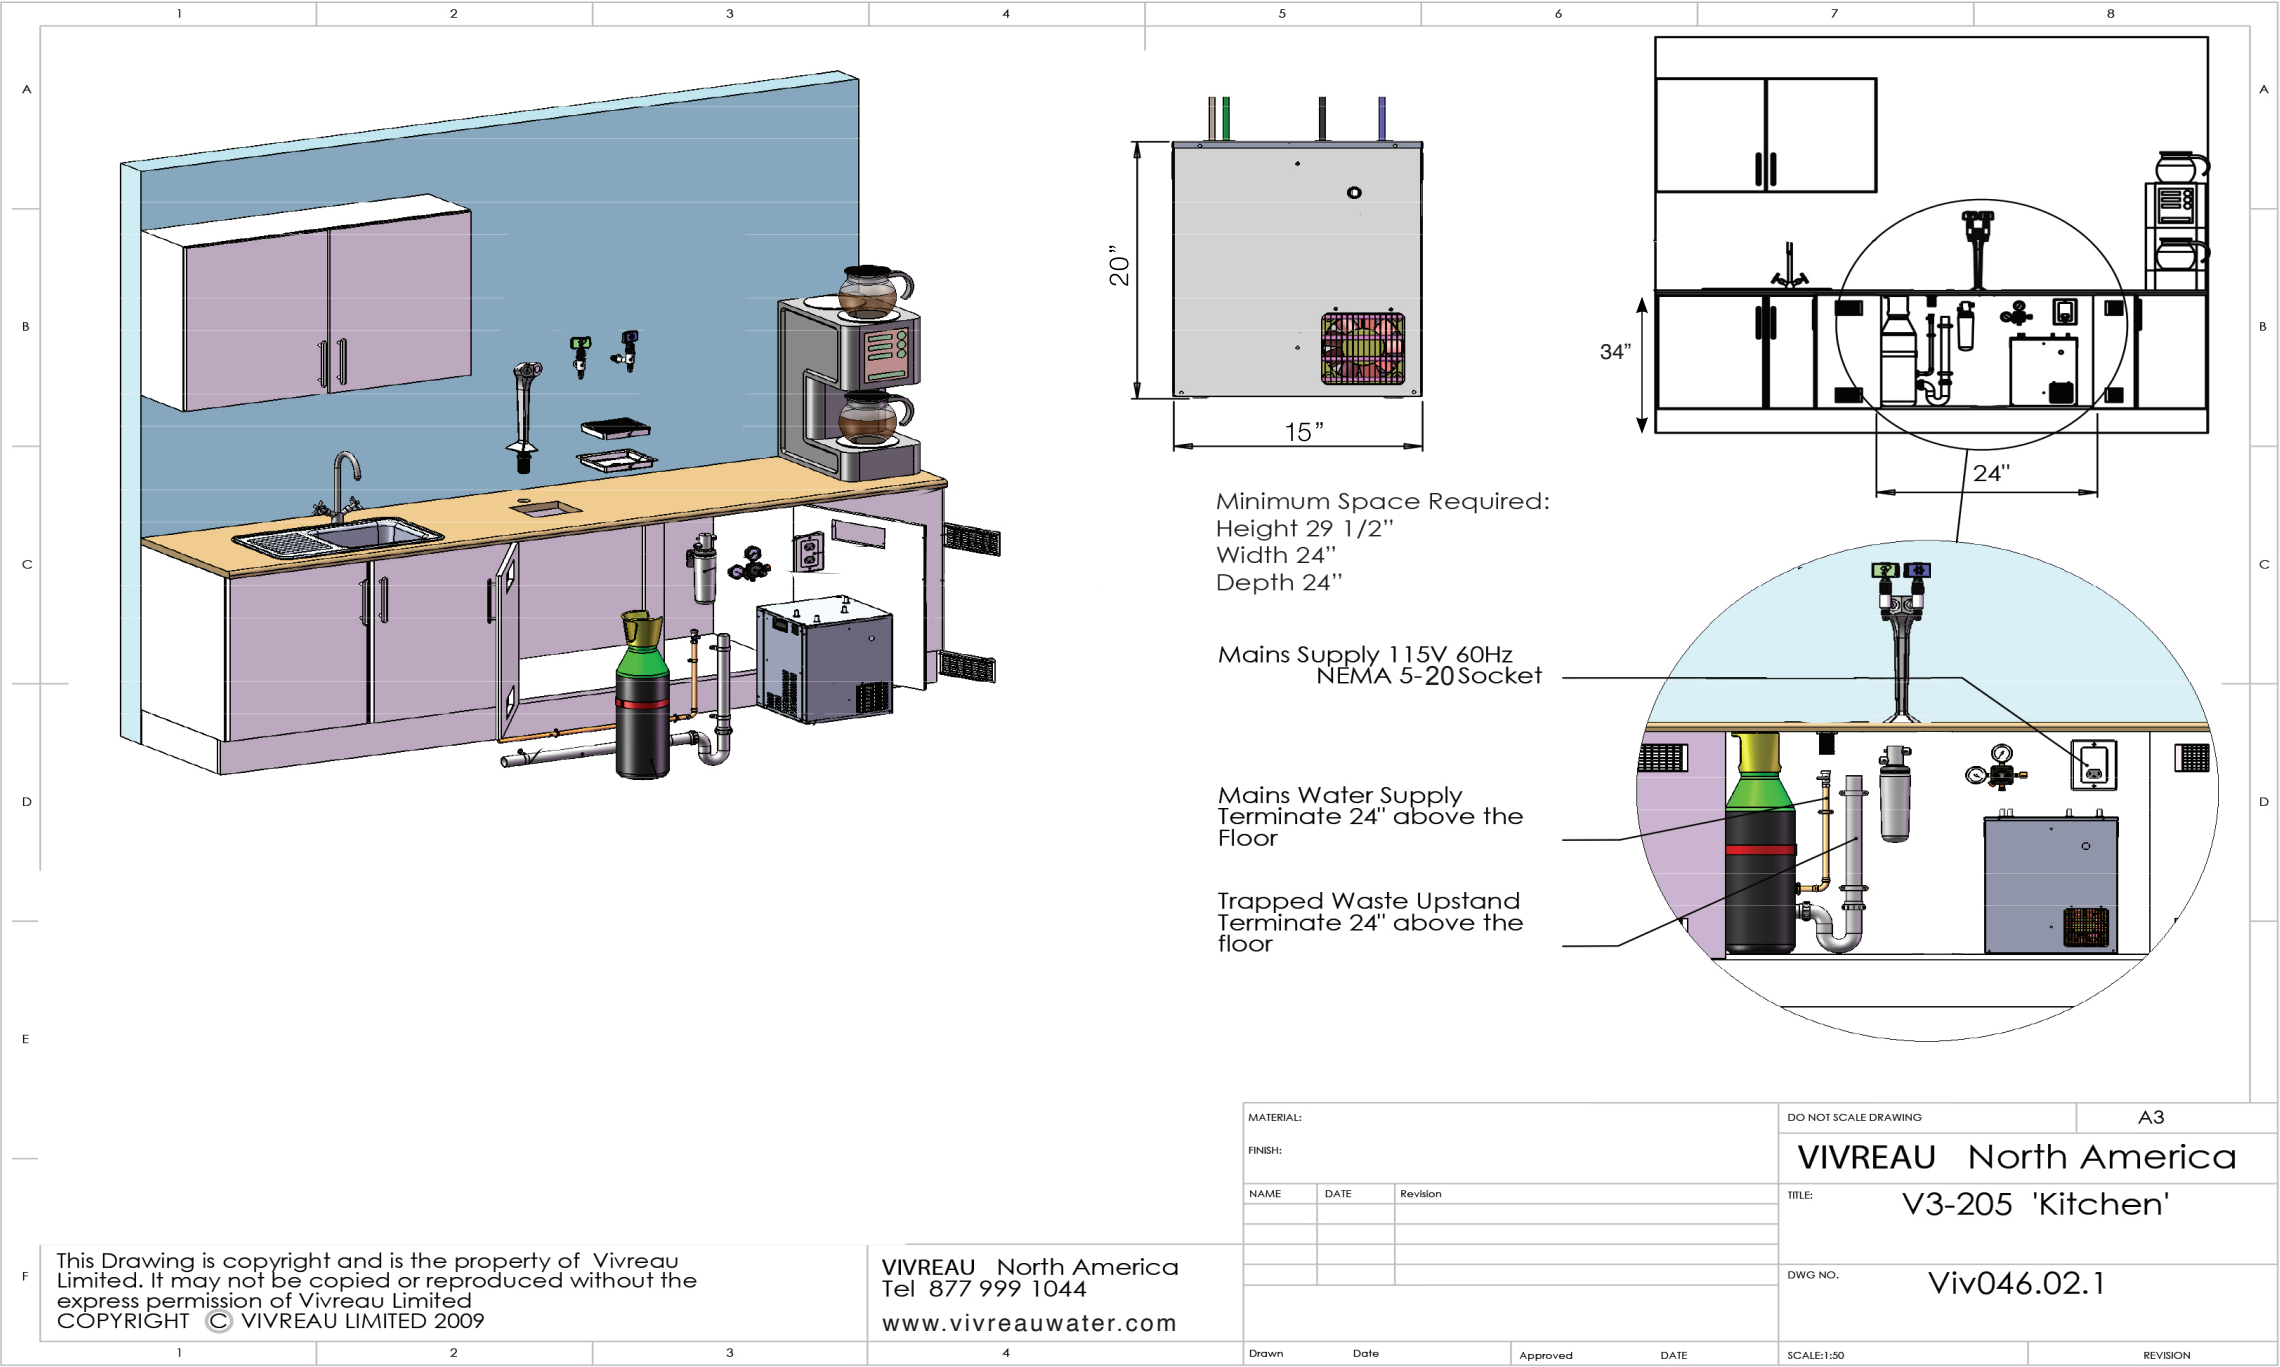 1 2 3 4 5 6 7 8
A A
B B
C C
D D
E
F
20”
15”
34”
24"
Minimum Space Required:
Height 29 1/2”
Width 24”
Depth 24”
Mains Supply 115V 60Hz
NEMA 5-20 Socket
Mains Water Supply
Terminate 24" above the
Floor
Trapped Waste Upstand
Terminate 24" above the
floor
MATERIAL:
FINISH:
NAME DATE Revision
DO NOT SCALE DRAWING A3
VIVREAU North America
TITLE: V3-205 'Kitchen'
DWG NO. Viv046.02.1
This Drawing is copyright and is the property of Vivreau
Limited. It may not be copied or reproduced without the
express permission of Vivreau Limited
COPYRIGHT © VIVREAU LIMITED 2009
VIVREAU North America
Tel 877 999 1044
www.vivreauwater.com
Drawn Date Approved DATE SCALE:1:50 REVISION
1 2 3 4